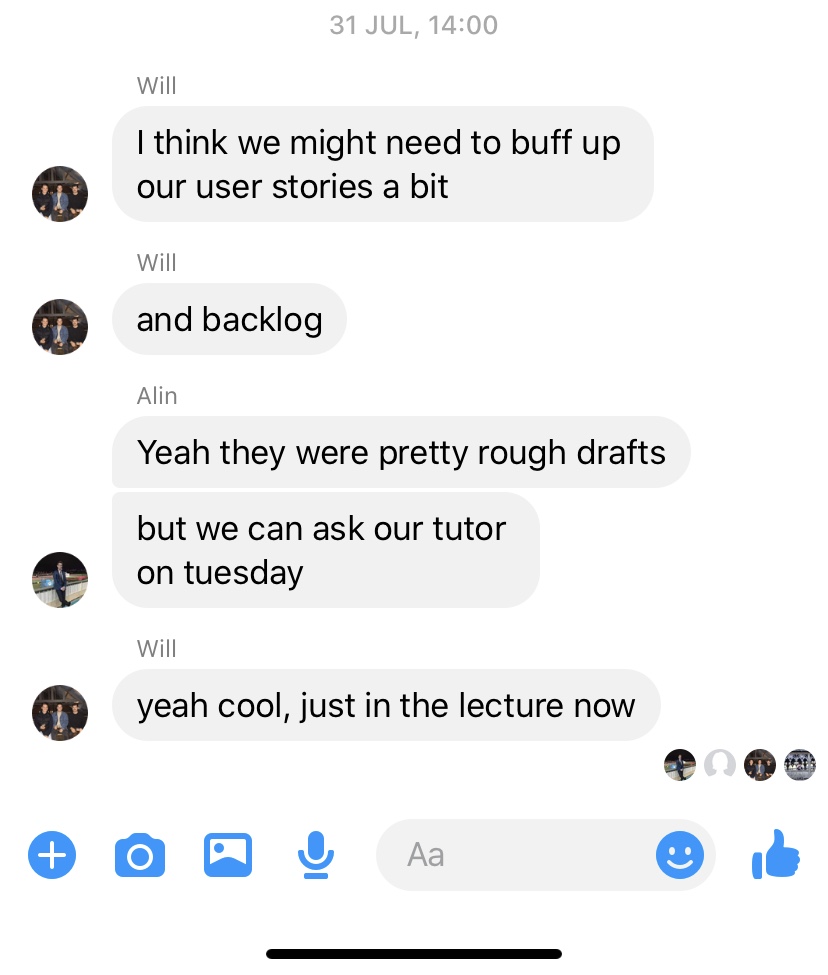 31 JUL, 14:00
Will
I think we might need to buff up
our user stories a bit
Will
and backlog
Alin
Yeah they were pretty rough drafts
but we can ask our tutor
on tuesday
Will
yeah cool, just in the lecture now
Aa